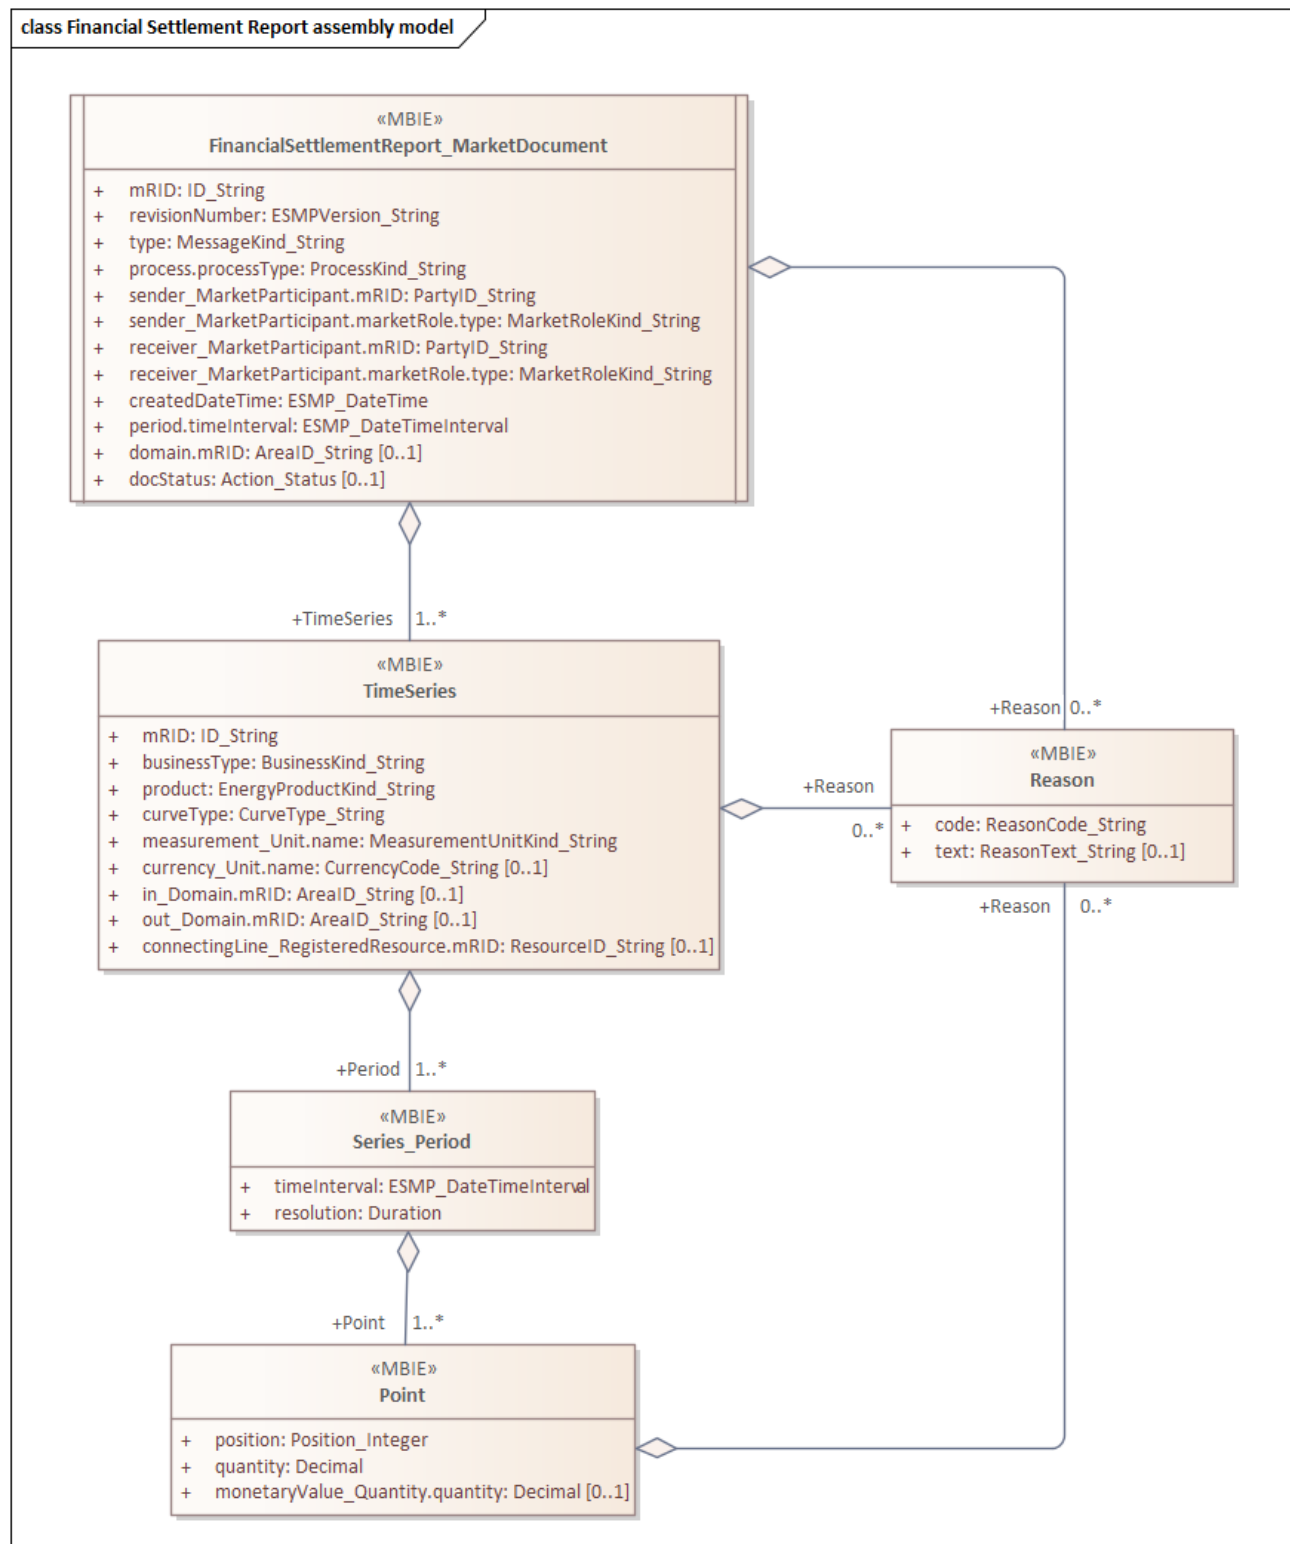 class Financial Settlement Report assembly model
«MBIE»
FinancialSettlementReport_MarketDocument
+ mRID: ID_String
+ revisionNumber: ESMPVersion_String
+ type: MessageKind_String
+ process.processType: ProcessKind_String
+ sender_MarketParticipant.mRID: PartyID_String
+ sender_MarketParticipant.marketRole.type: MarketRoleKind_String
+ receiver_MarketParticipant.mRID: PartyID_String
+ receiver_MarketParticipant.marketRole.type: MarketRoleKind_String
+ createdDateTime: ESMP_DateTime
+ period.timeInterval: ESMP_DateTimeInterval
+ domain.mRID: AreaID_String [0..1]
+ docStatus: Action_Status [0..1]
+TimeSeries 1..*
«MBIE»
TimeSeries
+ mRID: ID_String
+ businessType: BusinessKind_String
+ product: EnergyProductKind_String
+ curveType: CurveType_String
+ measurement_Unit.name: MeasurementUnitKind_String
+ currency_Unit.name: CurrencyCode_String [0..1]
+ in_Domain.mRID: AreaID_String [0..1]
+ out_Domain.mRID: AreaID_String [0..1]
+ connectingLine_RegisteredResource.mRID: ResourceID_String [0..1]
+Reason 0..*
+Reason
0..*
«MBIE»
Reason
+ code: ReasonCode_String
+ text: ReasonText_String [0..1]
+Reason 0..*
+Period 1..*
«MBIE»
Series_Period
+ timeInterval: ESMP_DateTimeInterval
+ resolution: Duration
+Point 1..*
«MBIE»
Point
+ position: Position_Integer
+ quantity: Decimal
+ monetaryValue_Quantity.quantity: Decimal [0..1]